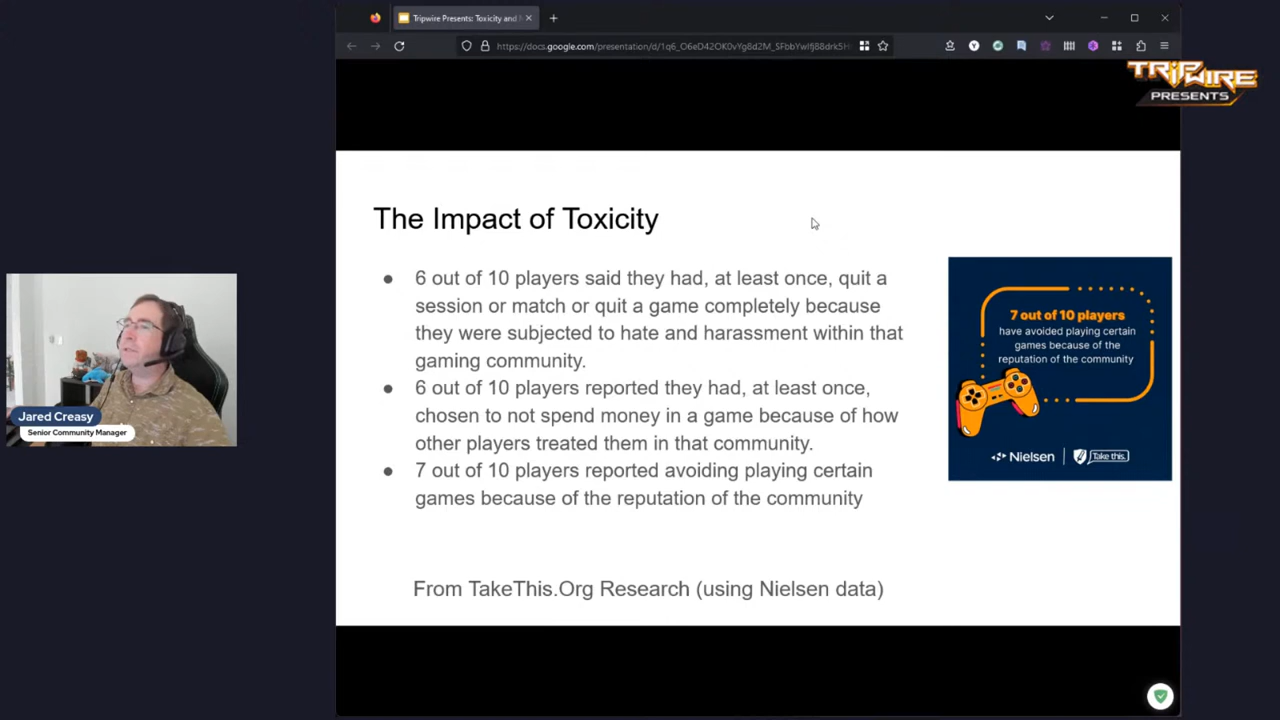 Tripwire Presents: Toxicity and
TRIPWIRE
PRESENTS
The Impact of Toxicity
● 6 out of 10 players said they had, at least once, quit a
session or match or quit a game completely because
they were subjected to hate and harassment within that
gaming community.
● 6 out of 10 players reported they had, at least once,
chosen to not spend money in a game because of how
other players treated them in that community.
● 7 out of 10 players reported avoiding playing certain
games because of the reputation of the community
From TakeThis.Org Research (using Nielsen data)
7 out of 10 players
have avoided playing certain
games because of the
reputation of the community
Nielsen
Take this.
Jared Creasy
Senior Community Manager